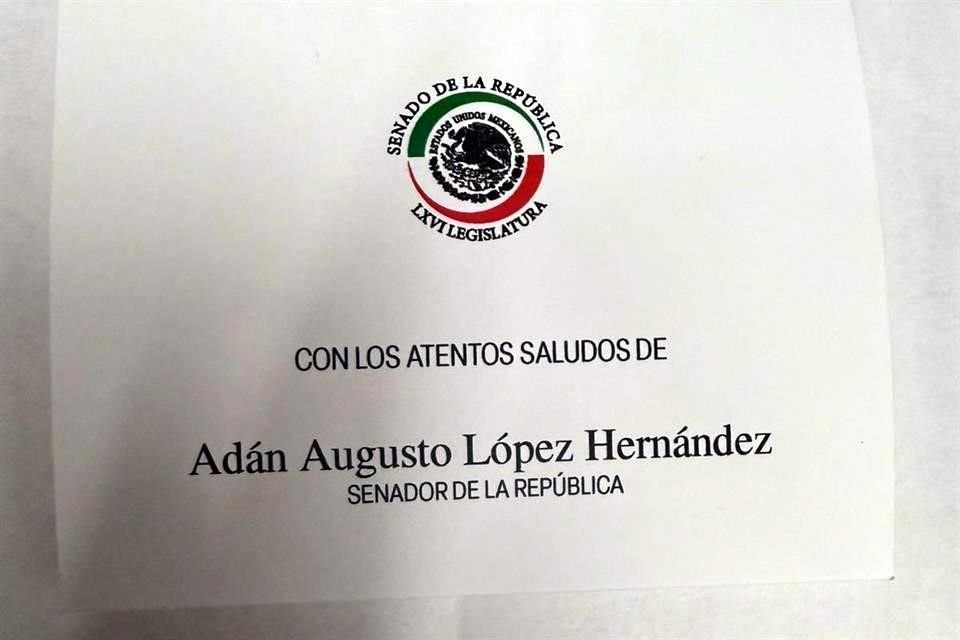 SENADO DE LA REPÚBLICA
ESTADOS UNIDOS MEXICANOS
LXVI LEGISLATURA
CON LOS ATENTOS SALUDOS DE
Adán Augusto López Hernández
SENADOR DE LA REPÚBLICA